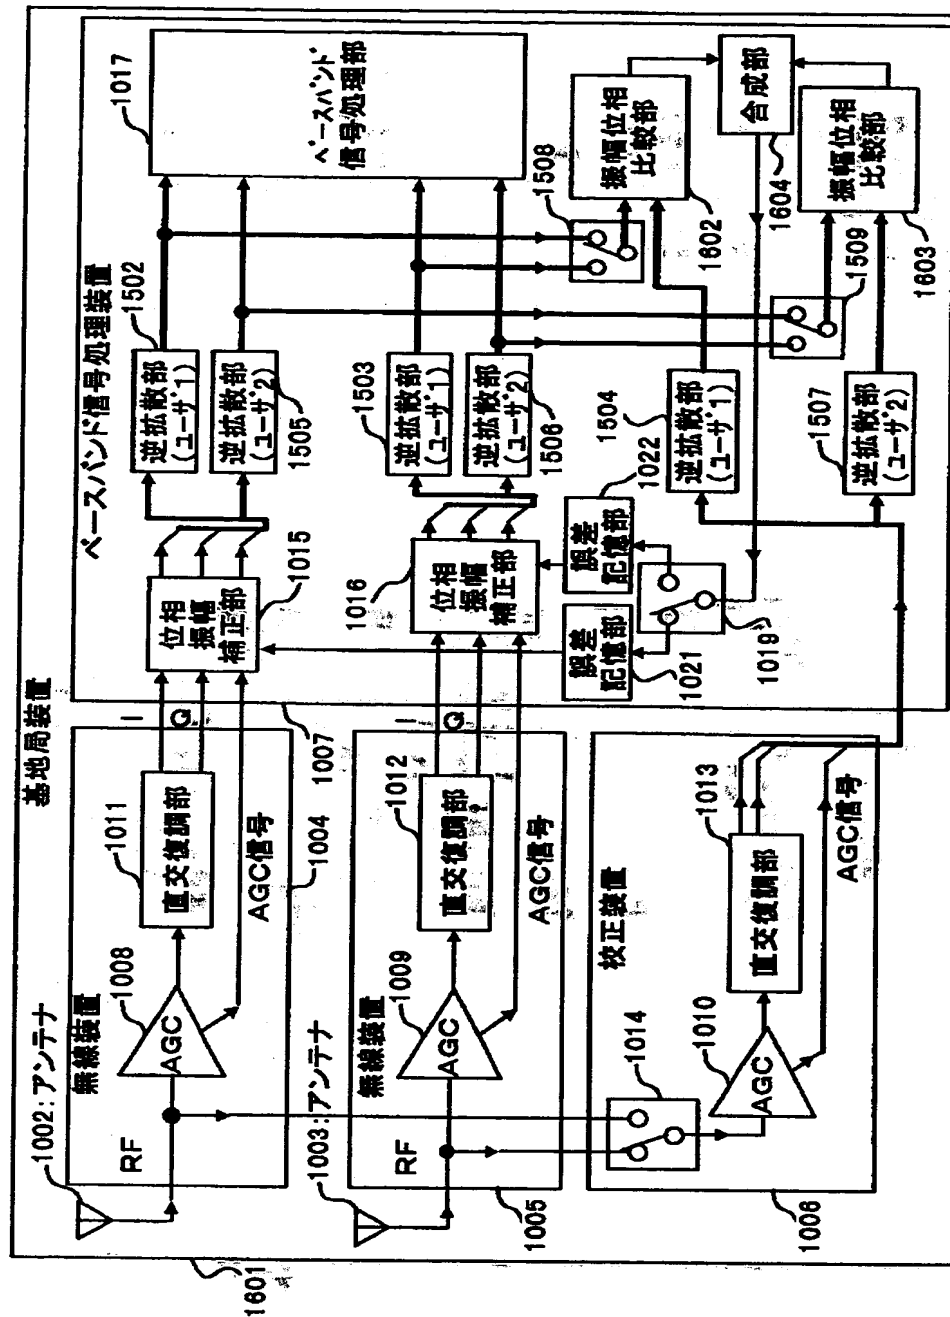 基地局装置
1601
1002:アンテナ
無線装置
RF
1008
AGC
1011
直交復調部
AGC信号
1004
I
Q
1007
ベースバンド信号処理装置
位相
振幅
補正部
1015
1502
逆拡散部
(ユーザ1)
逆拡散部
(ユーザ2)
1505
1017
ベースバンド
信号処理部
1003:アンテナ
無線装置
RF
1005
1009
AGC
1012
直交復調部
AGC信号
I
Q
1016
位相
振幅
補正部
1503
逆拡散部
(ユーザ1)
逆拡散部
(ユーザ2)
1506
1508
振幅位相
比較部
1602
合成部
1604
校正装置
1006
1014
1010
AGC
1013
直交復調部
AGC信号
誤差
記憶部
1021
誤差
記憶部
1022
1019
1504
逆拡散部
(ユーザ1)
1507
逆拡散部
(ユーザ2)
1509
振幅位相
比較部
1603